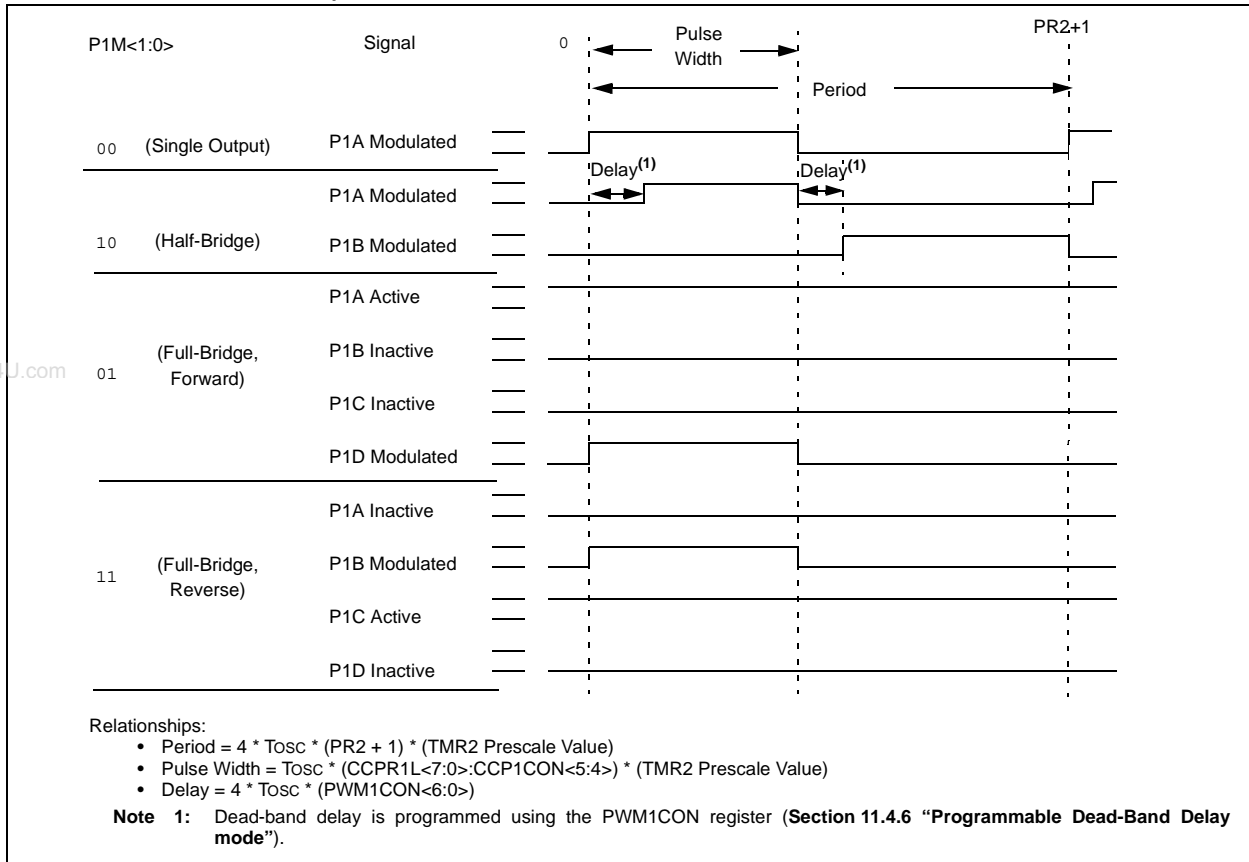 P1M<1:0> Signal 0 Pulse Width PR2+1
Period
00 (Single Output) P1A Modulated
Delay(1) Delay(1)
P1A Modulated
10 (Half-Bridge) P1B Modulated
P1A Active
(Full-Bridge, Forward) P1B Inactive
4U.com
01
P1C Inactive
P1D Modulated
P1A Inactive
11 (Full-Bridge, Reverse) P1B Modulated
P1C Active
P1D Inactive
Relationships:
• Period = 4 * TOSC * (PR2 + 1) * (TMR2 Prescale Value)
• Pulse Width = TOSC * (CCPR1L<7:0>:CCP1CON<5:4>) * (TMR2 Prescale Value)
• Delay = 4 * TOSC * (PWM1CON<6:0>)
Note 1: Dead-band delay is programmed using the PWM1CON register (Section 11.4.6 “Programmable Dead-Band Delay
mode”).